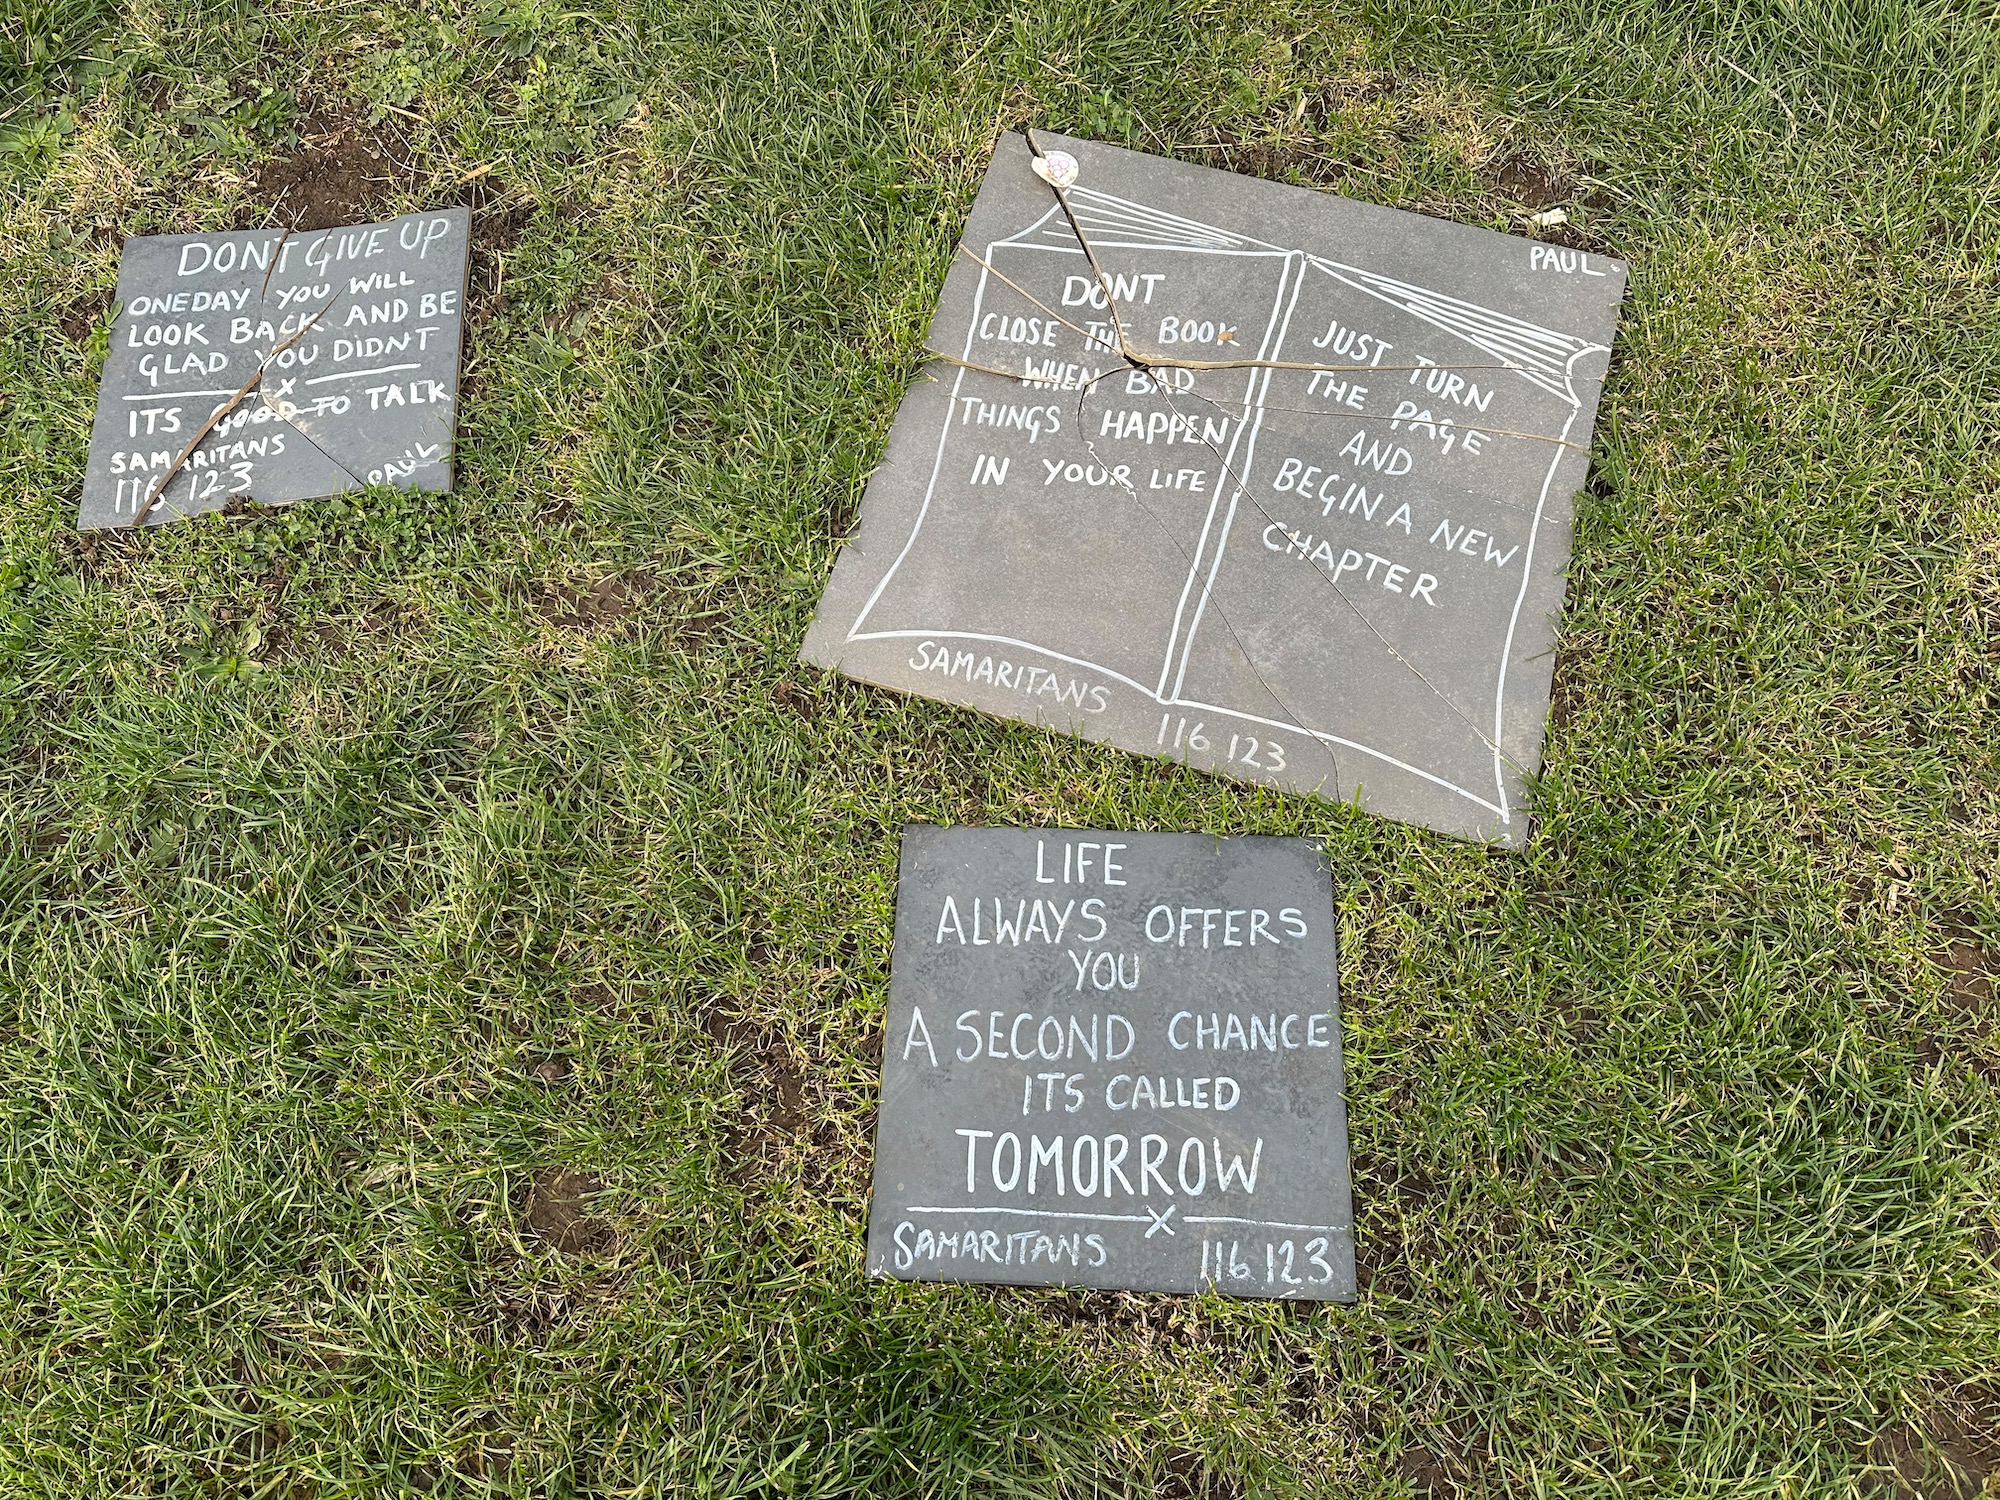 DONT GIVE UP
ONEDAY YOU WILL
LOOK BACK AND BE
GLAD YOU DIDNT
X
ITS GOOD TO TALK
SAMARITANS
116 123
PAUL
PAUL.
DONT
CLOSE THE BOOK
WHEN BAD
THINGS HAPPEN
IN YOUR LIFE
JUST TURN
THE PAGE
AND
BEGIN A NEW
CHAPTER
SAMARITANS
116 123
LIFE
ALWAYS OFFERS
YOU
A SECOND CHANCE
ITS CALLED
TOMORROW
X
SAMARITANS 116 123